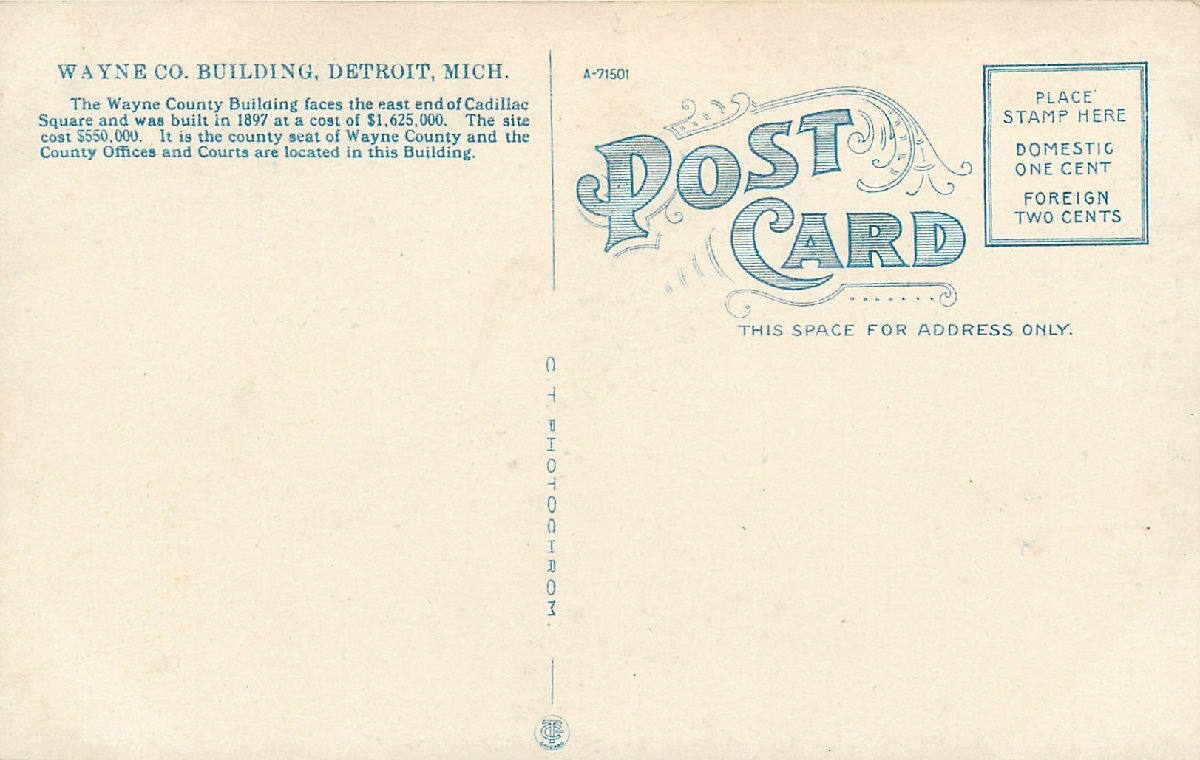 WAYNE CO. BUILDING, DETROIT, MICH.
The Wayne County Building faces the east end of Cadillac
Square and was built in 1897 at a cost of $1,625,000. The site
cost $550,000. It is the county seat of Wayne County and the
County Offices and Courts are located in this Building.
A-71501
POST
CARD
THIS SPACE FOR ADDRESS ONLY.
PLACE
STAMP HERE
DOMESTIC
ONE CENT
FOREIGN
TWO CENTS
C. T. PHOTOCHROM.